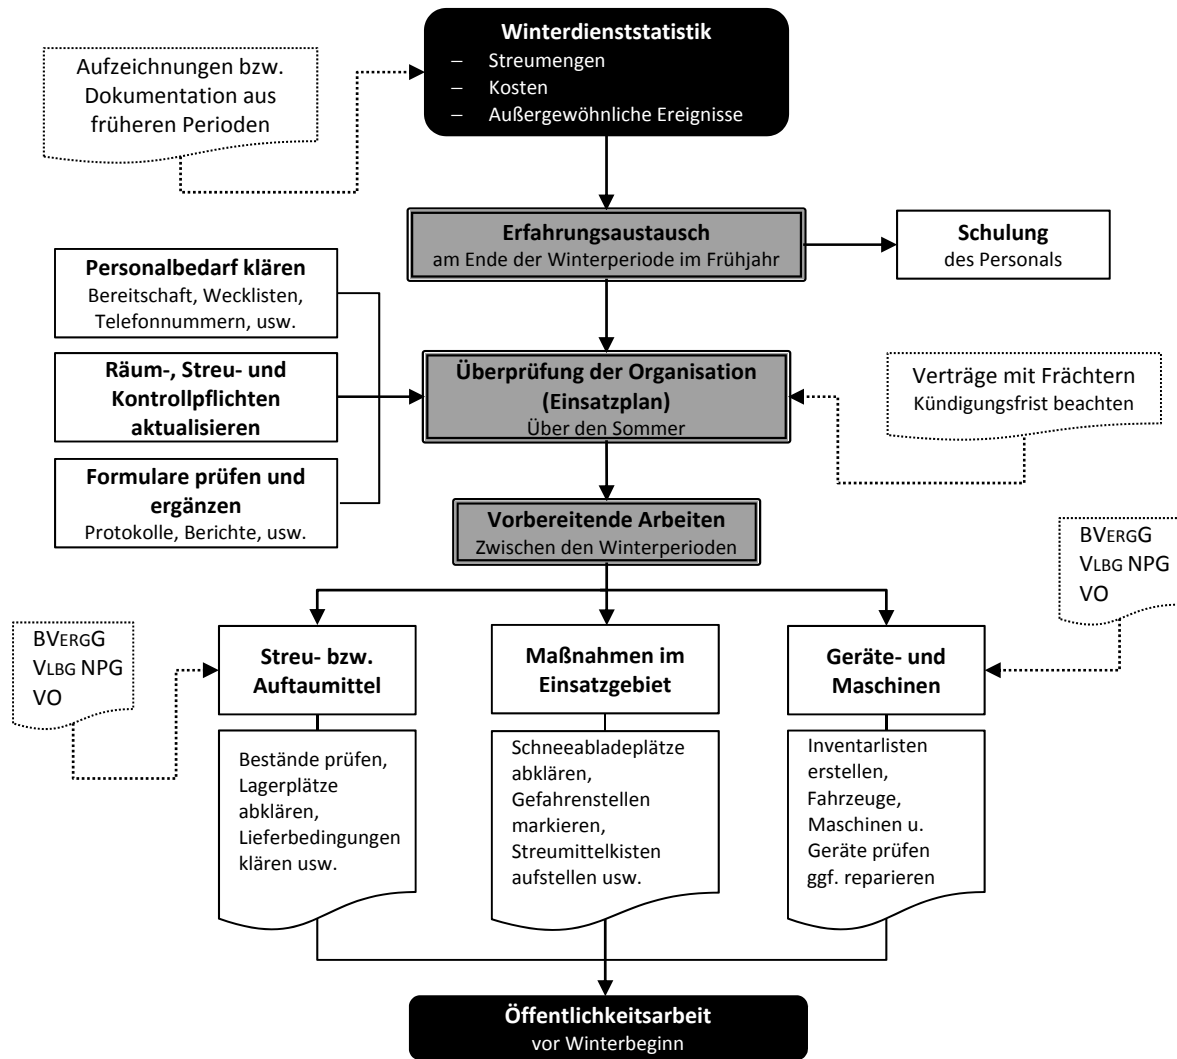 Winterdienststatistik
– Streumengen
– Kosten
– Außergewöhnliche Ereignisse
Aufzeichnungen bzw.
Dokumentation aus
früheren Perioden
Erfahrungsaustausch
am Ende der Winterperiode im Frühjahr
Schulung
des Personals
Personalbedarf klären
Bereitschaft, Wecklisten,
Telefonnummern, usw.
Räum-, Streu- und
Kontrollpflichten
aktualisieren
Formulare prüfen und
ergänzen
Protokolle, Berichte, usw.
Überprüfung der Organisation
(Einsatzplan)
Über den Sommer
Verträge mit Frächtern
Kündigungsfrist beachten
Vorbereitende Arbeiten
Zwischen den Winterperioden
BVERGG
VLBG NPG
VO
BVERGG
VLBG NPG
VO
Streu- bzw.
Auftaumittel
Maßnahmen im
Einsatzgebiet
Geräte- und
Maschinen
Bestände prüfen,
Lagerplätze
abklären,
Lieferbedingungen
klären usw.
Schneeabladeplätze
abklären,
Gefahrenstellen
markieren,
Streumittelkisten
aufstellen usw.
Inventarlisten
erstellen,
Fahrzeuge,
Maschinen u.
Geräte prüfen
ggf. reparieren
Öffentlichkeitsarbeit
vor Winterbeginn